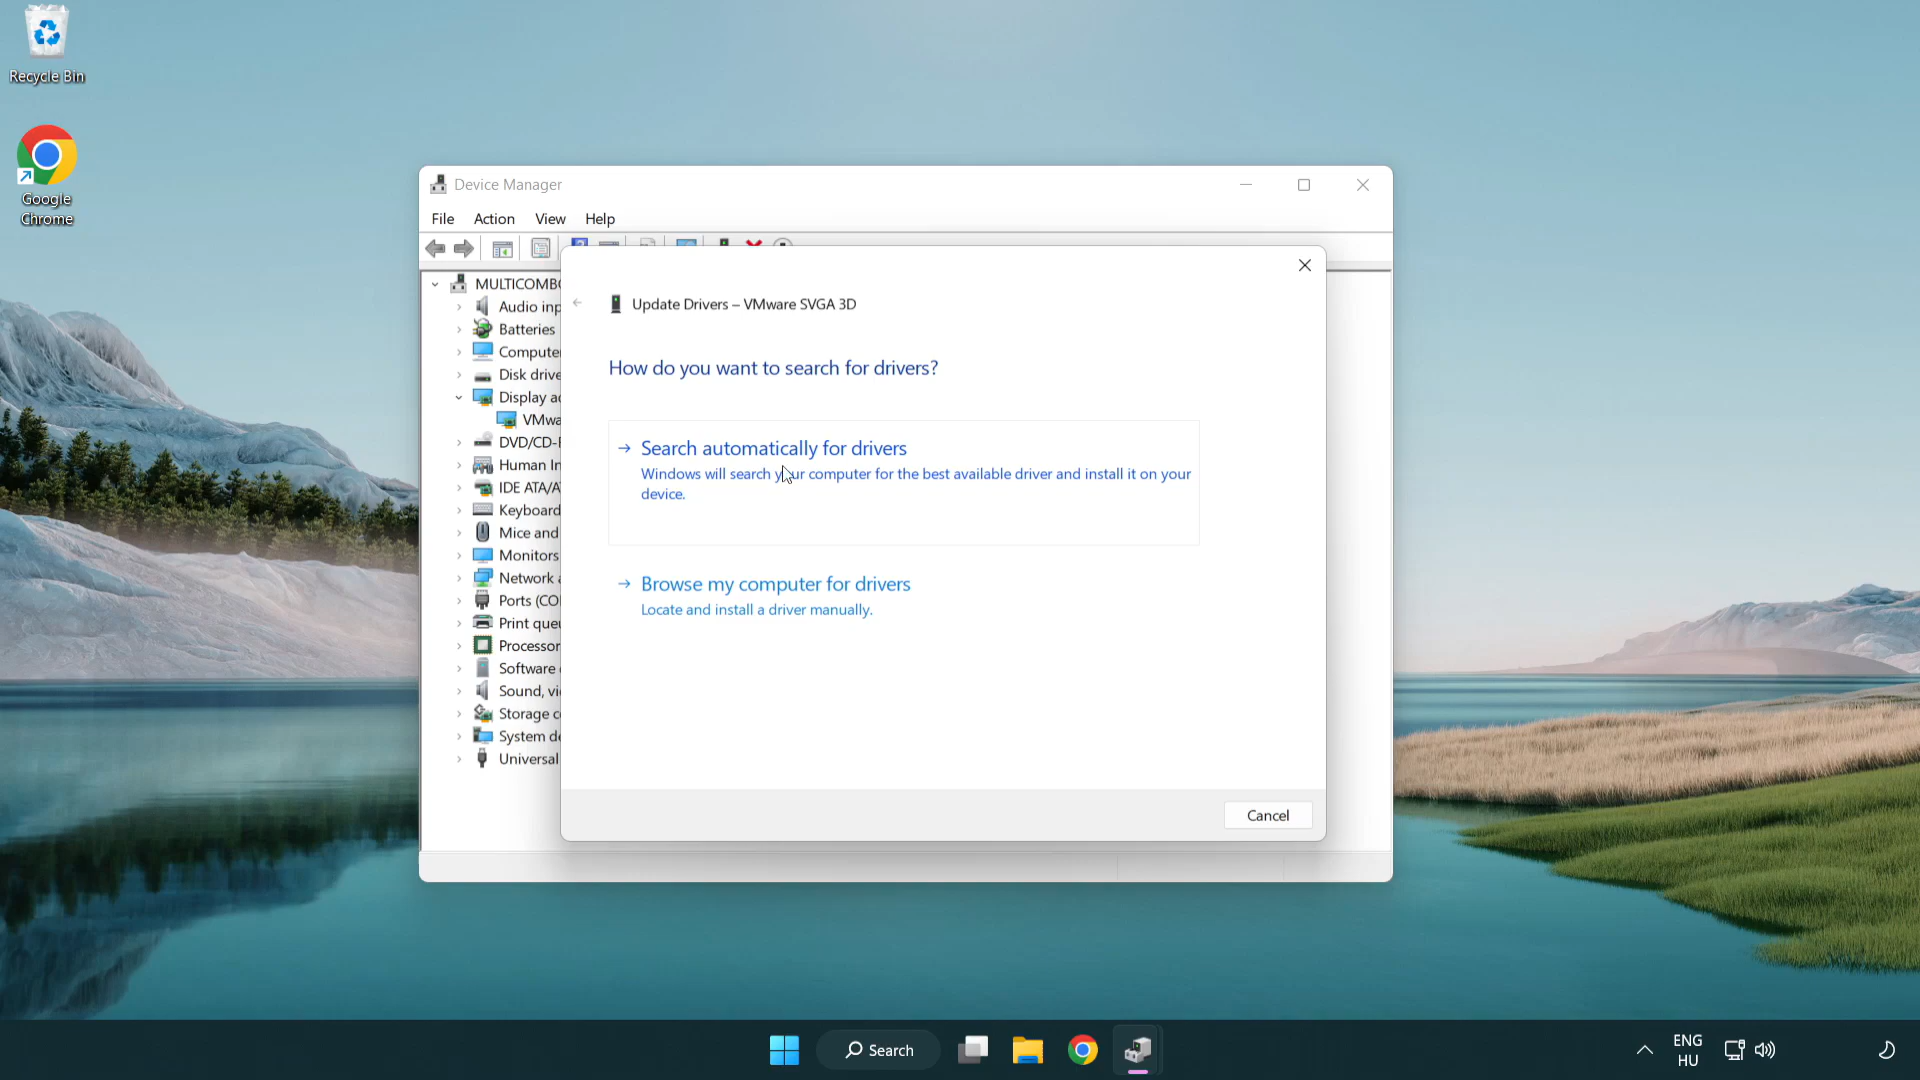 Recycle Bin
Google
Chrome
Device Manager
File Action View Help
MULTICOMBO
Audio inp
Batteries
Compute
Disk drive
Display a
VMwa
DVD/CD-
Human In
IDE ATA/A
Keyboard
Mice and
Monitors
Network
Ports (CO
Print que
Processor
Software
Sound, vi
Storage c
System de
Universal
Update Drivers – VMware SVGA 3D
How do you want to search for drivers?
Search automatically for drivers
Windows will search your computer for the best available driver and install it on your
device.
Browse my computer for drivers
Locate and install a driver manually.
Cancel
Search
ENG
HU